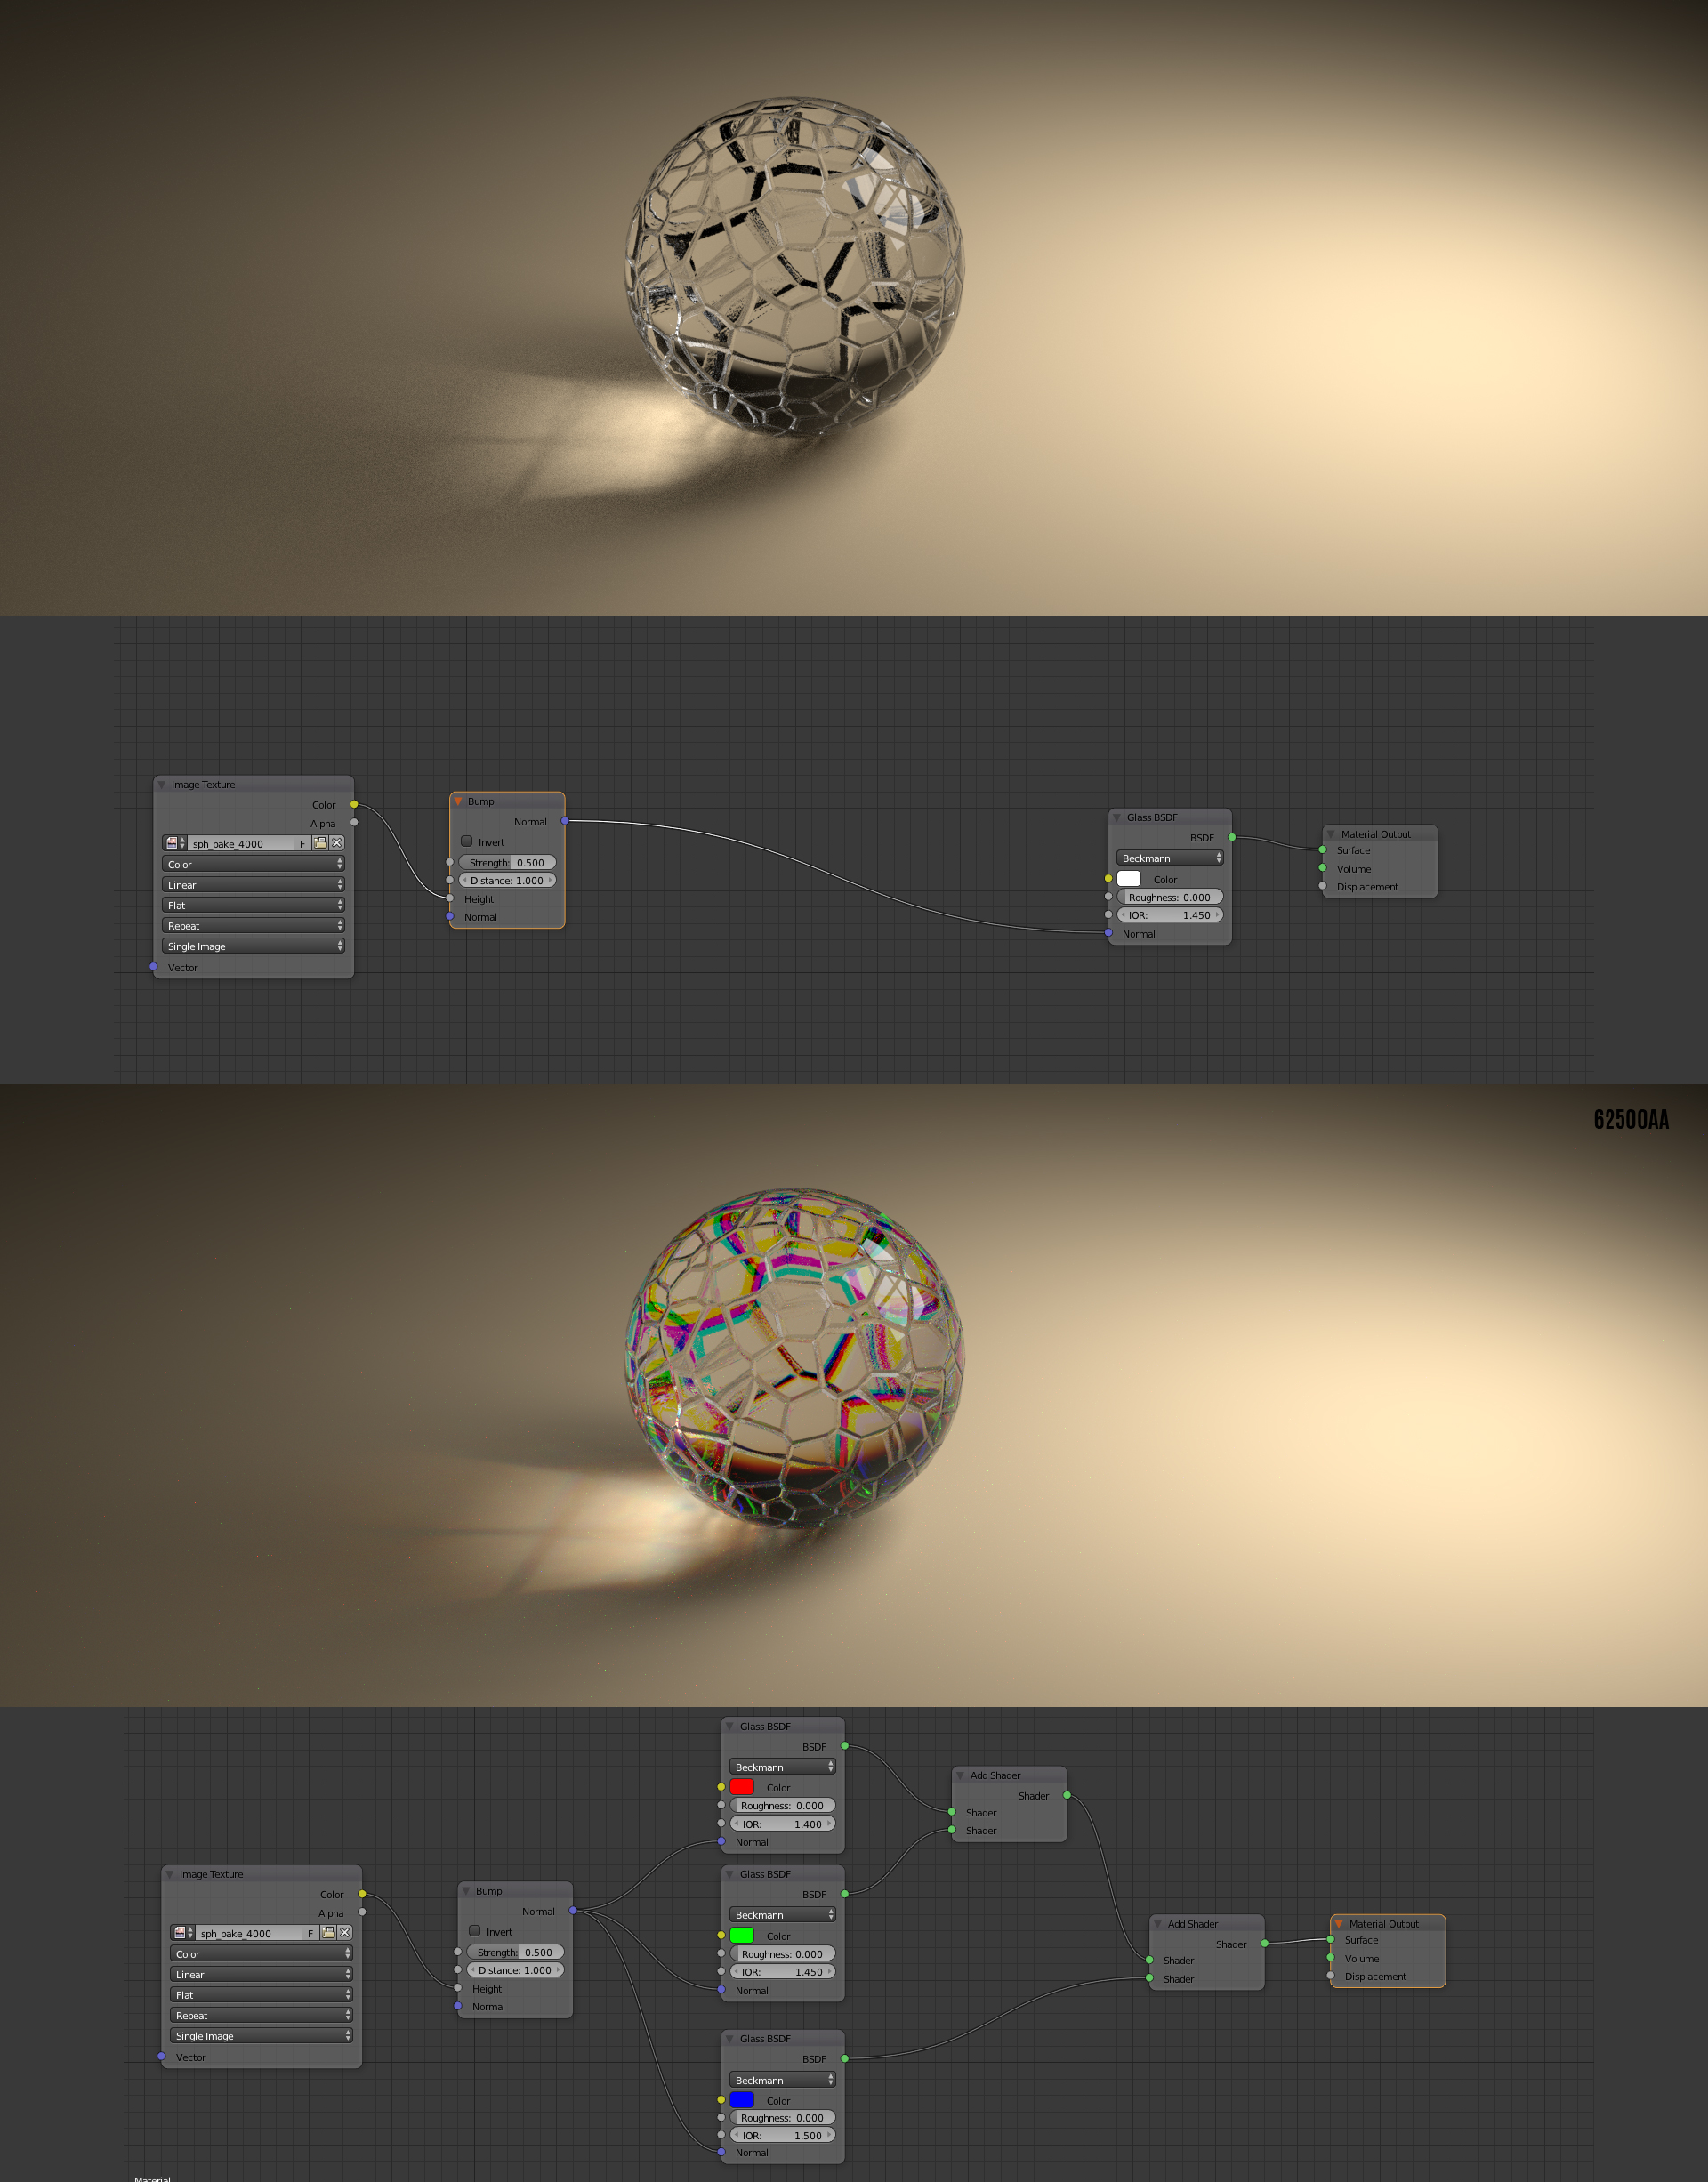 Image Texture
Color
Alpha
sph_bake_4000 F
Color
Linear
Flat
Repeat
Single Image
Vector
Bump
Normal
Invert
Strength: 0.500
Distance: 1.000
Height
Normal
Glass BSDF
BSDF
Beckmann
Color
Roughness: 0.000
IOR: 1.450
Normal
Material Output
Surface
Volume
Displacement
62500AA
Image Texture
Color
Alpha
sph_bake_4000 F
Color
Linear
Flat
Repeat
Single Image
Vector
Bump
Normal
Invert
Strength: 0.500
Distance: 1.000
Height
Normal
Glass BSDF
BSDF
Beckmann
Color
Roughness: 0.000
IOR: 1.400
Normal
Glass BSDF
BSDF
Beckmann
Color
Roughness: 0.000
IOR: 1.450
Normal
Glass BSDF
BSDF
Beckmann
Color
Roughness: 0.000
IOR: 1.500
Normal
Add Shader
Shader
Shader
Shader
Add Shader
Shader
Shader
Shader
Material Output
Surface
Volume
Displacement
Material